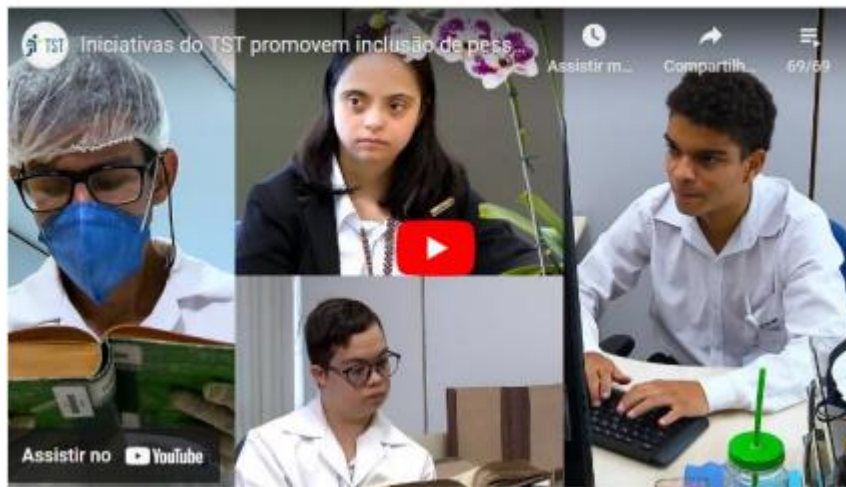 TST
Iniciativas do TST promovem inclusão de pess...
Assistir m...
Compartilh...
69/69
Assistir no YouTube